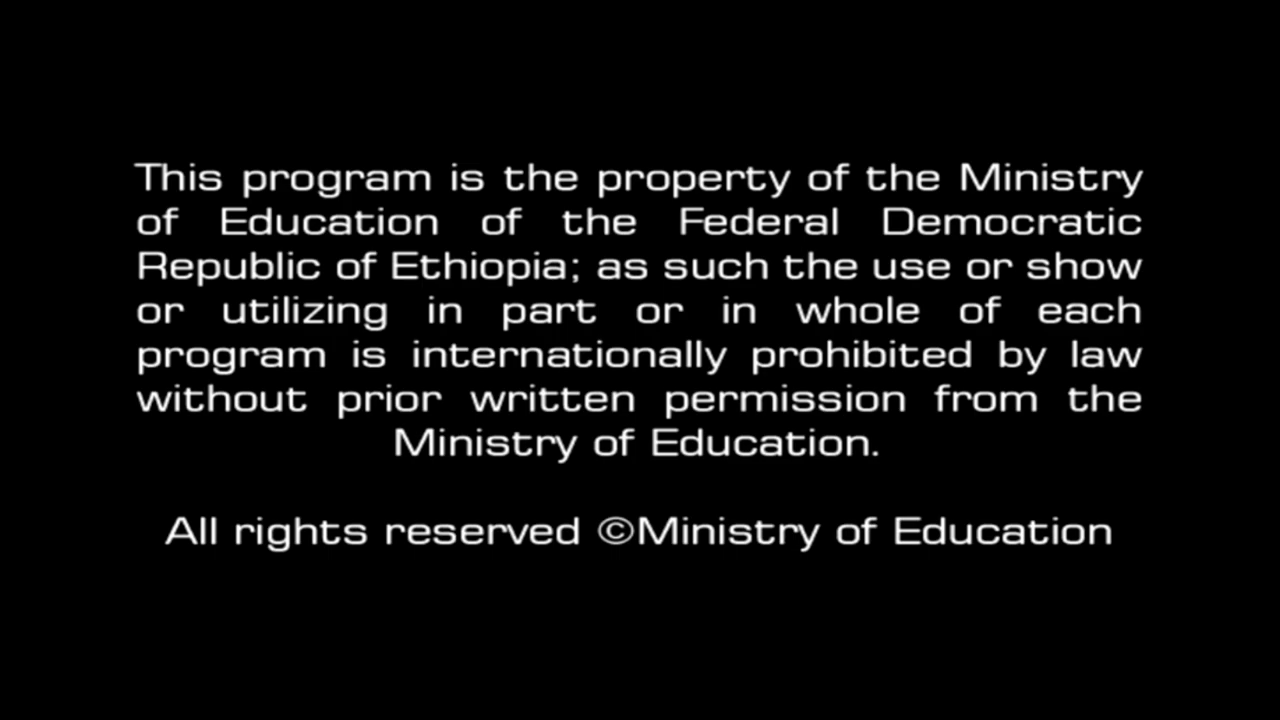 This program is the property of the Ministry
of Education of the Federal Democratic
Republic of Ethiopia; as such the use or show
or utilizing in part or in whole of each
program is internationally prohibited by law
without prior written permission from the
Ministry of Education.
All rights reserved ©Ministry of Education